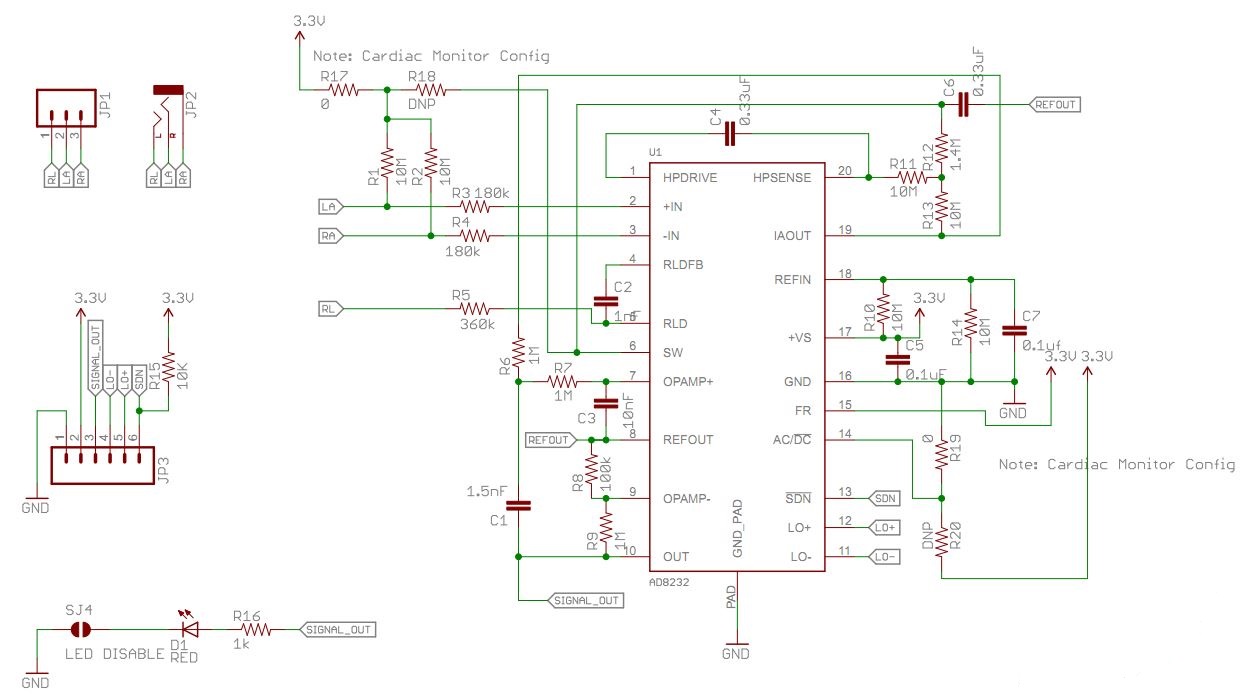 3.3V
Note: Cardiac Monitor Config
R17
0
R18
DNP
JP1
1
2
3
RL
LA
RA
JP2
L
R
RL
LA
RA
R1
10M
R2
10M
LA
R3 180k
RA
R4
180k
RL
R5
360k
C2
1nF
C4
0.33uF
C6
0.33uF
REFOUT
R12
1.4M
R11
10M
R13
10M
U1
1
HPDRIVE
HPSENSE
20
2
+IN
3
-IN
IAOUT
19
4
RLDFB
REFIN
18
5
RLD
+VS
17
6
SW
7
OPAMP+
GND
16
FR
15
8
REFOUT
AC/DC
14
9
OPAMP-
SDN
13
SDN
LO+
12
LO+
10
OUT
LO-
11
LO-
GND_PAD
AD8232
PAD
GND
R10
10M
3.3V
R14
10M
C7
0.1uf
C5
0.1uF
GND
3.3V
3.3V
0
R19
Note: Cardiac Monitor Config
DNP
R20
R6
1M
R7
1M
C3
10nF
REFOUT
R8
100k
R9
1M
1.5nF
C1
SIGNAL_OUT
3.3V
3.3V
SIGNAL_OUT
LO-
LO+
SDN
R15
10K
1
2
3
4
5
6
JP3
GND
SJ4
LED DISABLE
D1
RED
R16
1k
SIGNAL_OUT
GND